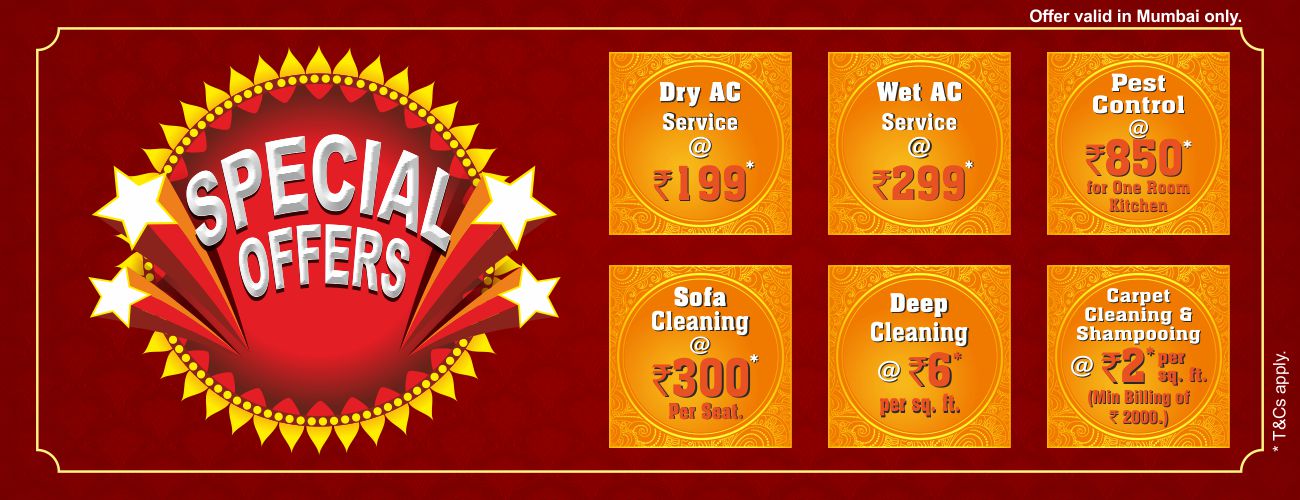 Offer valid in Mumbai only.
SPECIAL
OFFERS
Dry AC
Service
@
₹199*
Wet AC
Service
@
₹299*
Pest
Control
@
₹850*
for One Room
Kitchen
Sofa
Cleaning
@
₹300*
Per Seat.
Deep
Cleaning
@ ₹6*
per sq. ft.
Carpet
Cleaning &
Shampooing
@ ₹2* per
sq. ft.
(Min Billing of
₹ 2000.)
* T&Cs apply.